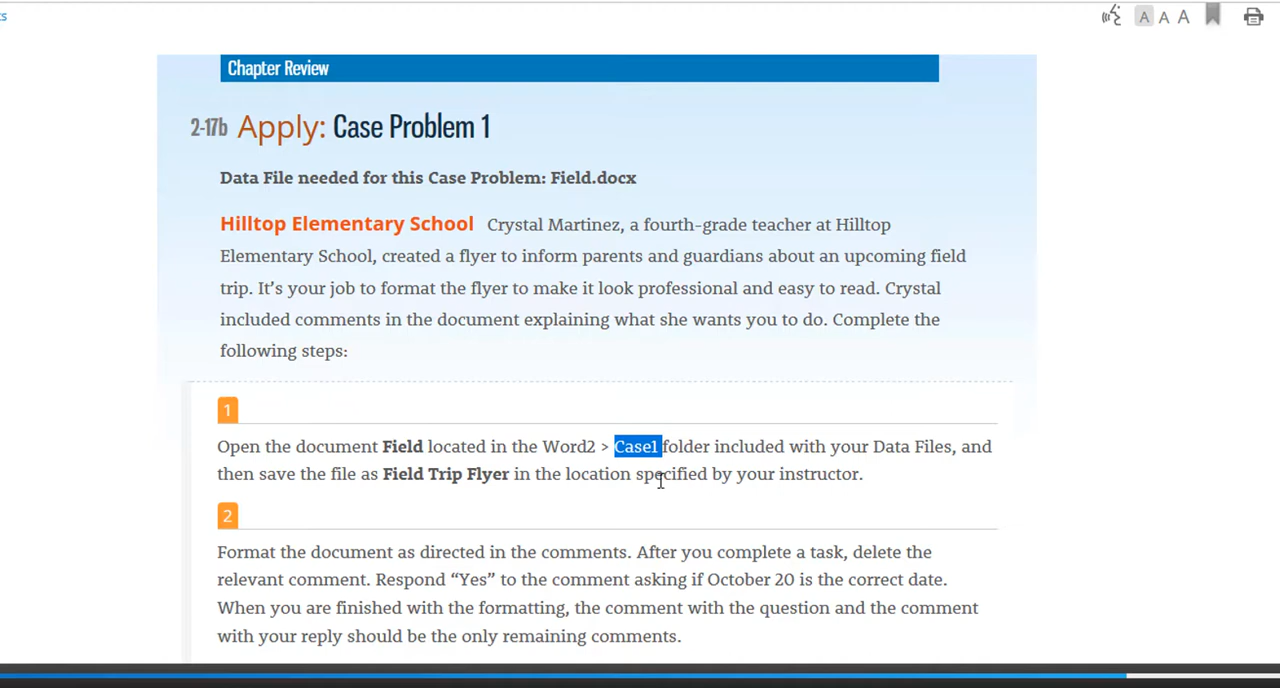 s
A A A
Chapter Review
2-17b Apply: Case Problem 1
Data File needed for this Case Problem: Field.docx
Hilltop Elementary School Crystal Martinez, a fourth-grade teacher at Hilltop
Elementary School, created a flyer to inform parents and guardians about an upcoming field
trip. It’s your job to format the flyer to make it look professional and easy to read. Crystal
included comments in the document explaining what she wants you to do. Complete the
following steps:
1
Open the document Field located in the Word2 > Case1 folder included with your Data Files, and
then save the file as Field Trip Flyer in the location specified by your instructor.
2
Format the document as directed in the comments. After you complete a task, delete the
relevant comment. Respond “Yes” to the comment asking if October 20 is the correct date.
When you are finished with the formatting, the comment with the question and the comment
with your reply should be the only remaining comments.